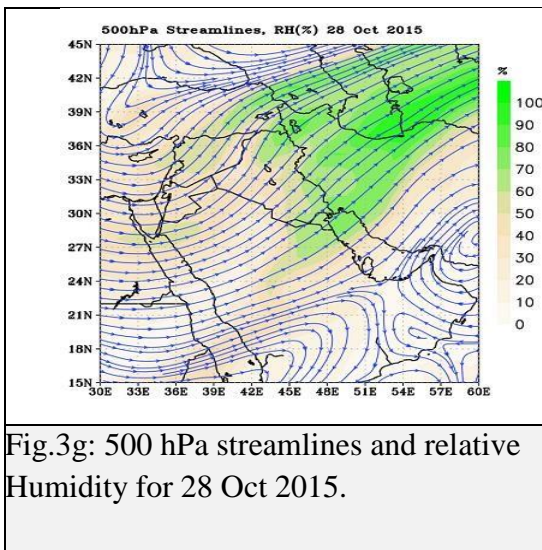 500hPa Streamlines, RH(%) 28 Oct 2015
45N
42N
39N
36N
33N
30N
27N
24N
21N
18N
15N
30E 33E 36E 39E 42E 45E 48E 51E 54E 57E 60E
%
100
90
80
70
60
50
40
30
20
10
0
Fig.3g: 500 hPa streamlines and relative
Humidity for 28 Oct 2015.